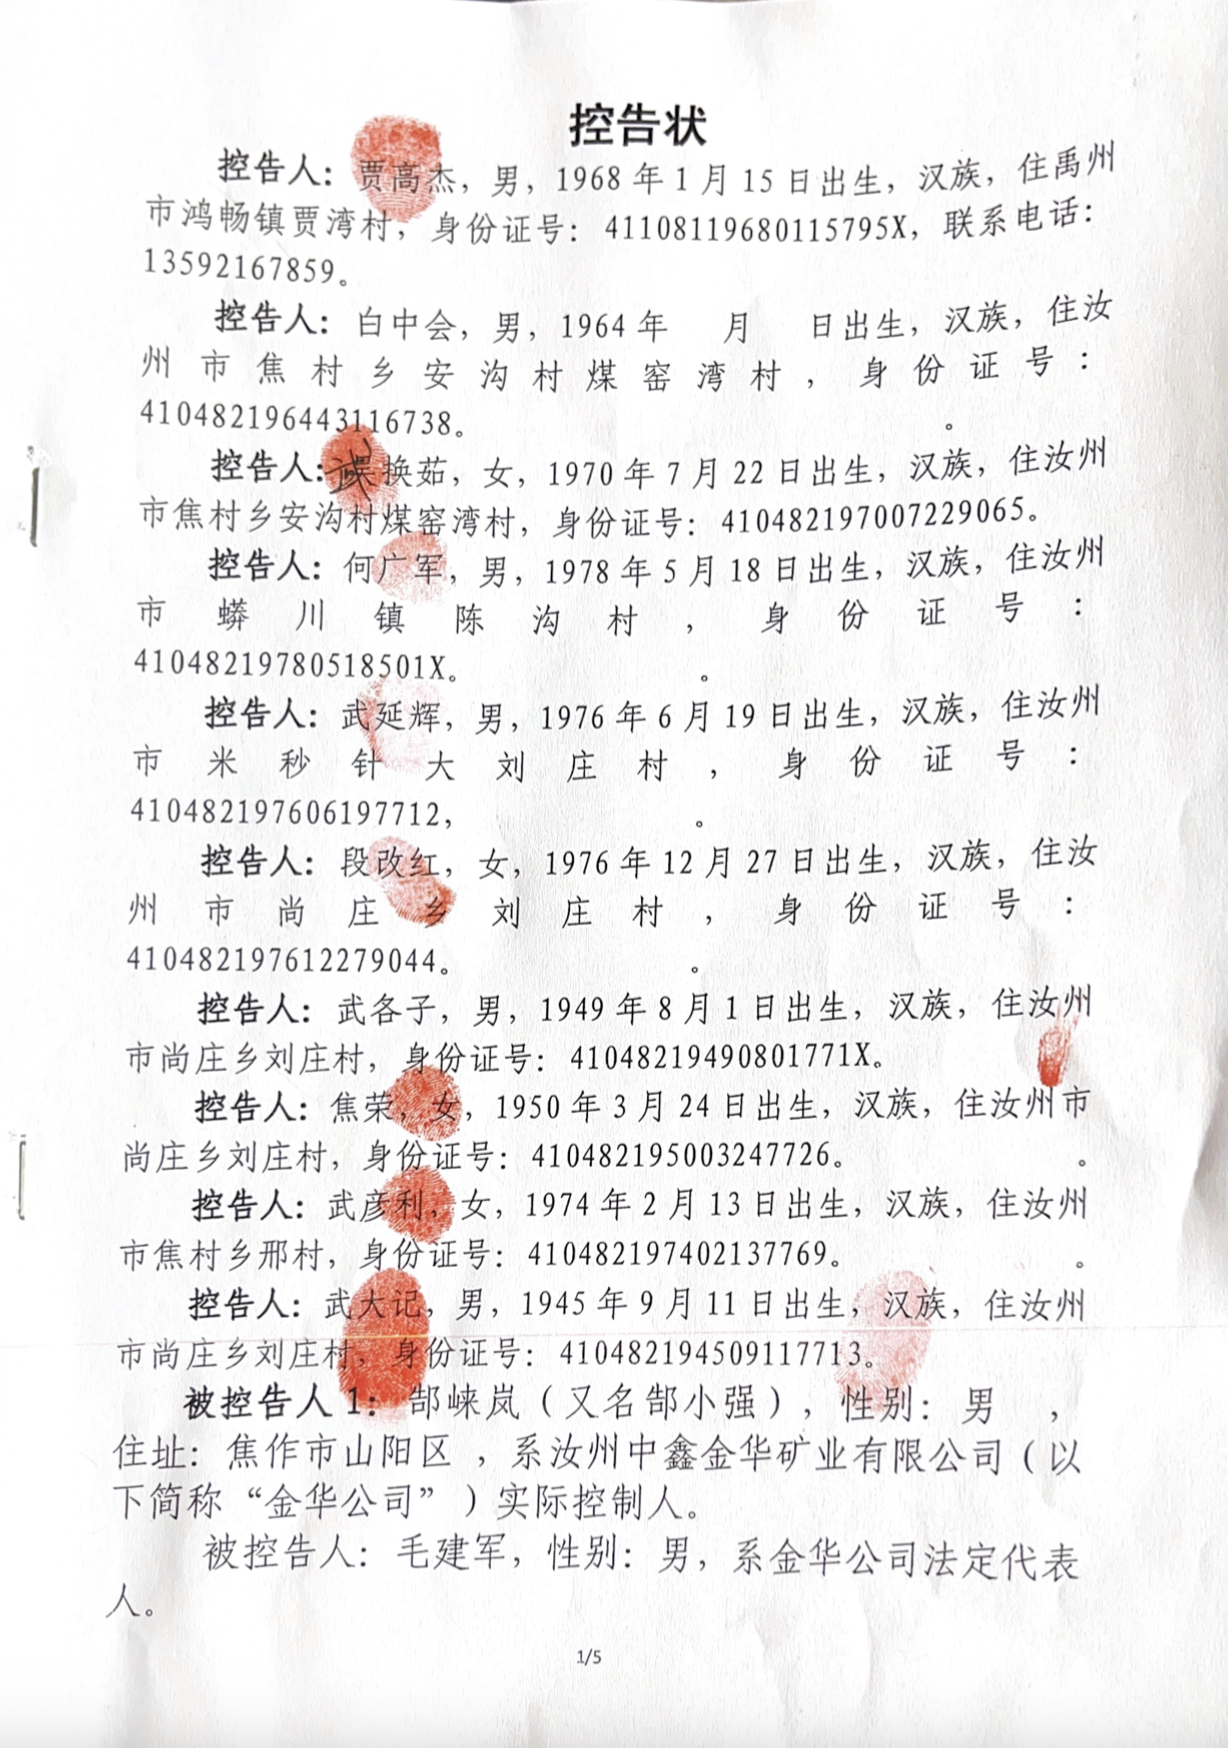 控告状
控告人：贾高杰，男，1968年1月15日出生，汉族，住禹州
市鸿畅镇贾湾村，身份证号：41108119680115795X，联系电话：
13592167859。
控告人：白中会，男，1964年 月 日出生，汉族，住汝
州市焦村乡安沟村煤窑湾村，身份证号：
410482196443116738。 。
控告人：武换茹，女，1970年7月22日出生，汉族，住汝州
市焦村乡安沟村煤窑湾村，身份证号：410482197007229065。
控告人：何广军，男，1978年5月18日出生，汉族，住汝州
市蟒川镇陈沟村，身份证号：
41048219780518501X。 。
控告人：武延辉，男，1976年6月19日出生，汉族，住汝州
市米秒针大刘庄村，身份证号：
410482197606197712， 。
控告人：段改红，女，1976年12月27日出生，汉族，住汝
州市尚庄乡刘庄村，身份证号：
410482197612279044。 。
控告人：武各子，男，1949年8月1日出生，汉族，住汝州
市尚庄乡刘庄村，身份证号：41048219490801771X。
控告人：焦荣，女，1950年3月24日出生，汉族，住汝州市
尚庄乡刘庄村，身份证号：410482195003247726。 。
控告人：武彦利，女，1974年2月13日出生，汉族，住汝州
市焦村乡邢村，身份证号：410482197402137769。 。
控告人：武大记，男，1945年9月11日出生，汉族，住汝州
市尚庄乡刘庄村，身份证号：410482194509117713。
被控告人1：郜崃岚（又名郜小强），性别：男 ，
住址：焦作市山阳区 ，系汝州中鑫金华矿业有限公司（以
下简称“金华公司”）实际控制人。
被控告人：毛建军，性别：男，系金华公司法定代表
人。
1/5